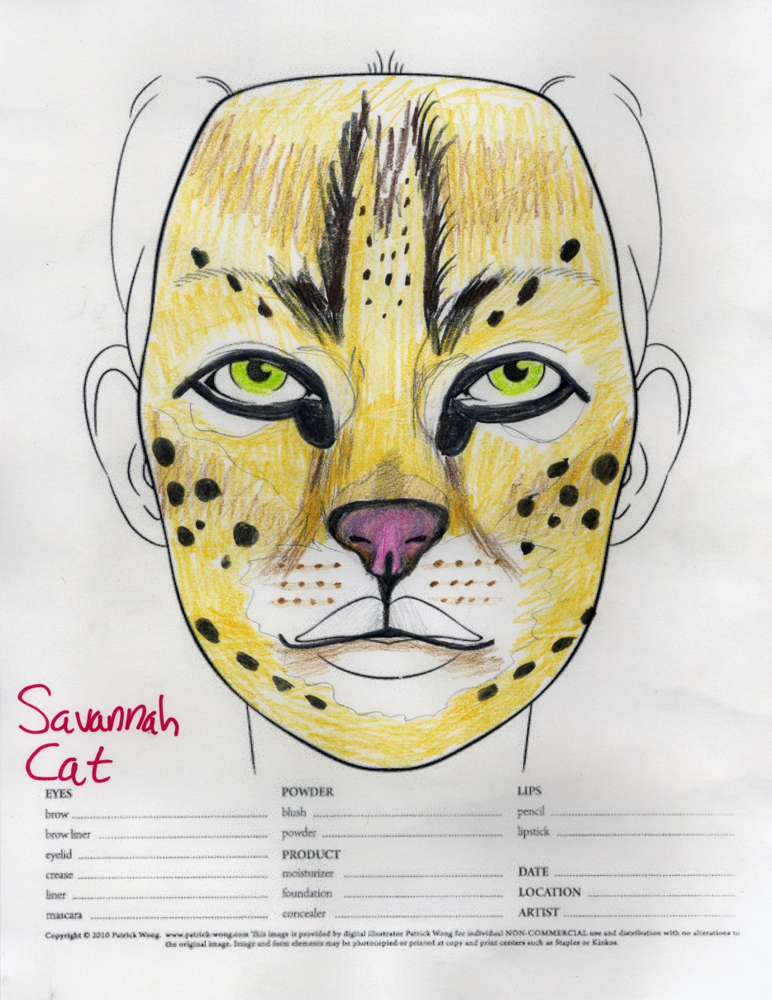 Savannah
Cat
EYES
brow
brow liner
eyelid
crease
liner
mascara
POWDER
blush
powder
PRODUCT
moisturizer
foundation
concealer
LIPS
pencil
lipstick
DATE
LOCATION
ARTIST
Copyright © 2010 Patrick Wong. www.patrick-wong.com This image is provided by digital illustrator Patrick Wong for individual NON-COMMERCIAL use and distribution with no alterations to
the original image. Image and form elements may be photocopied or printed at copy and print centers such as Staples or Kinkos.